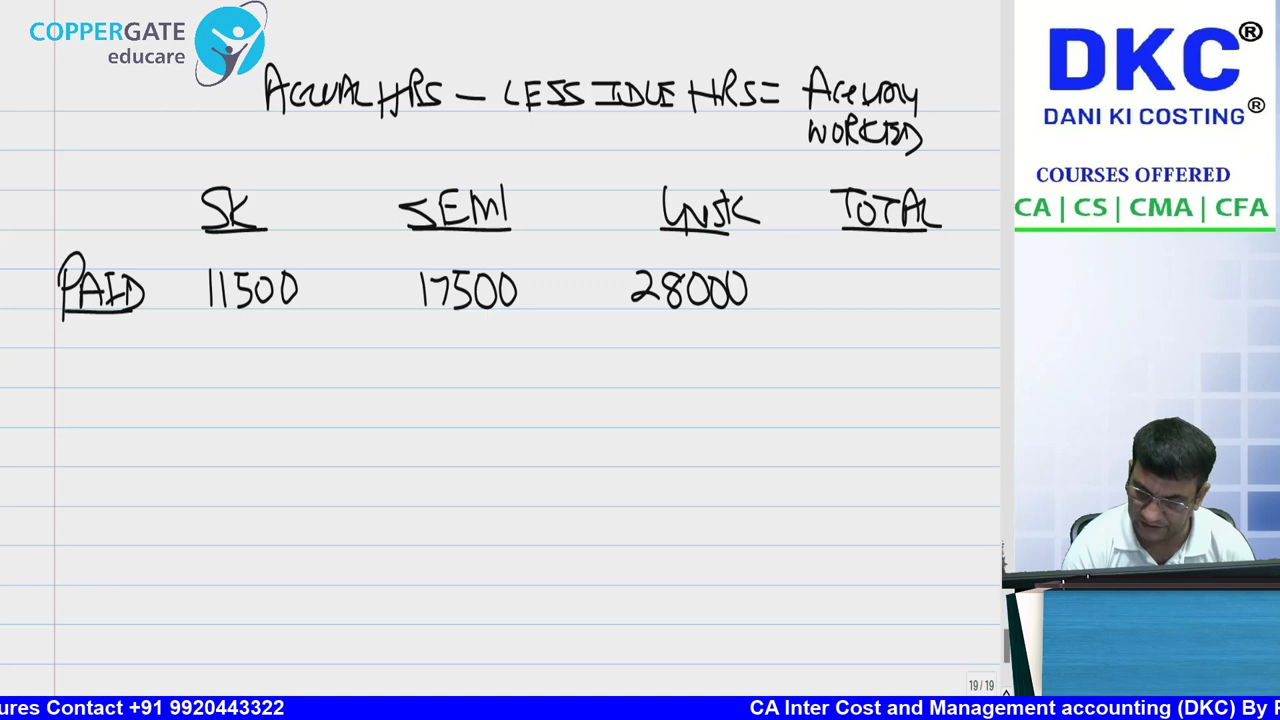 COPPERGATE
educare
ACTUAL HRS — LESS IDLE HRS = Actually
WORKED
SK SEMI UNSK TOTAL
PAID 11500 17500 28000
19/19
DKC®
DANI KI COSTING®
COURSES OFFERED
CA | CS | CMA | CFA
ures Contact +91 9920443322 CA Inter Cost and Management accounting (DKC) By